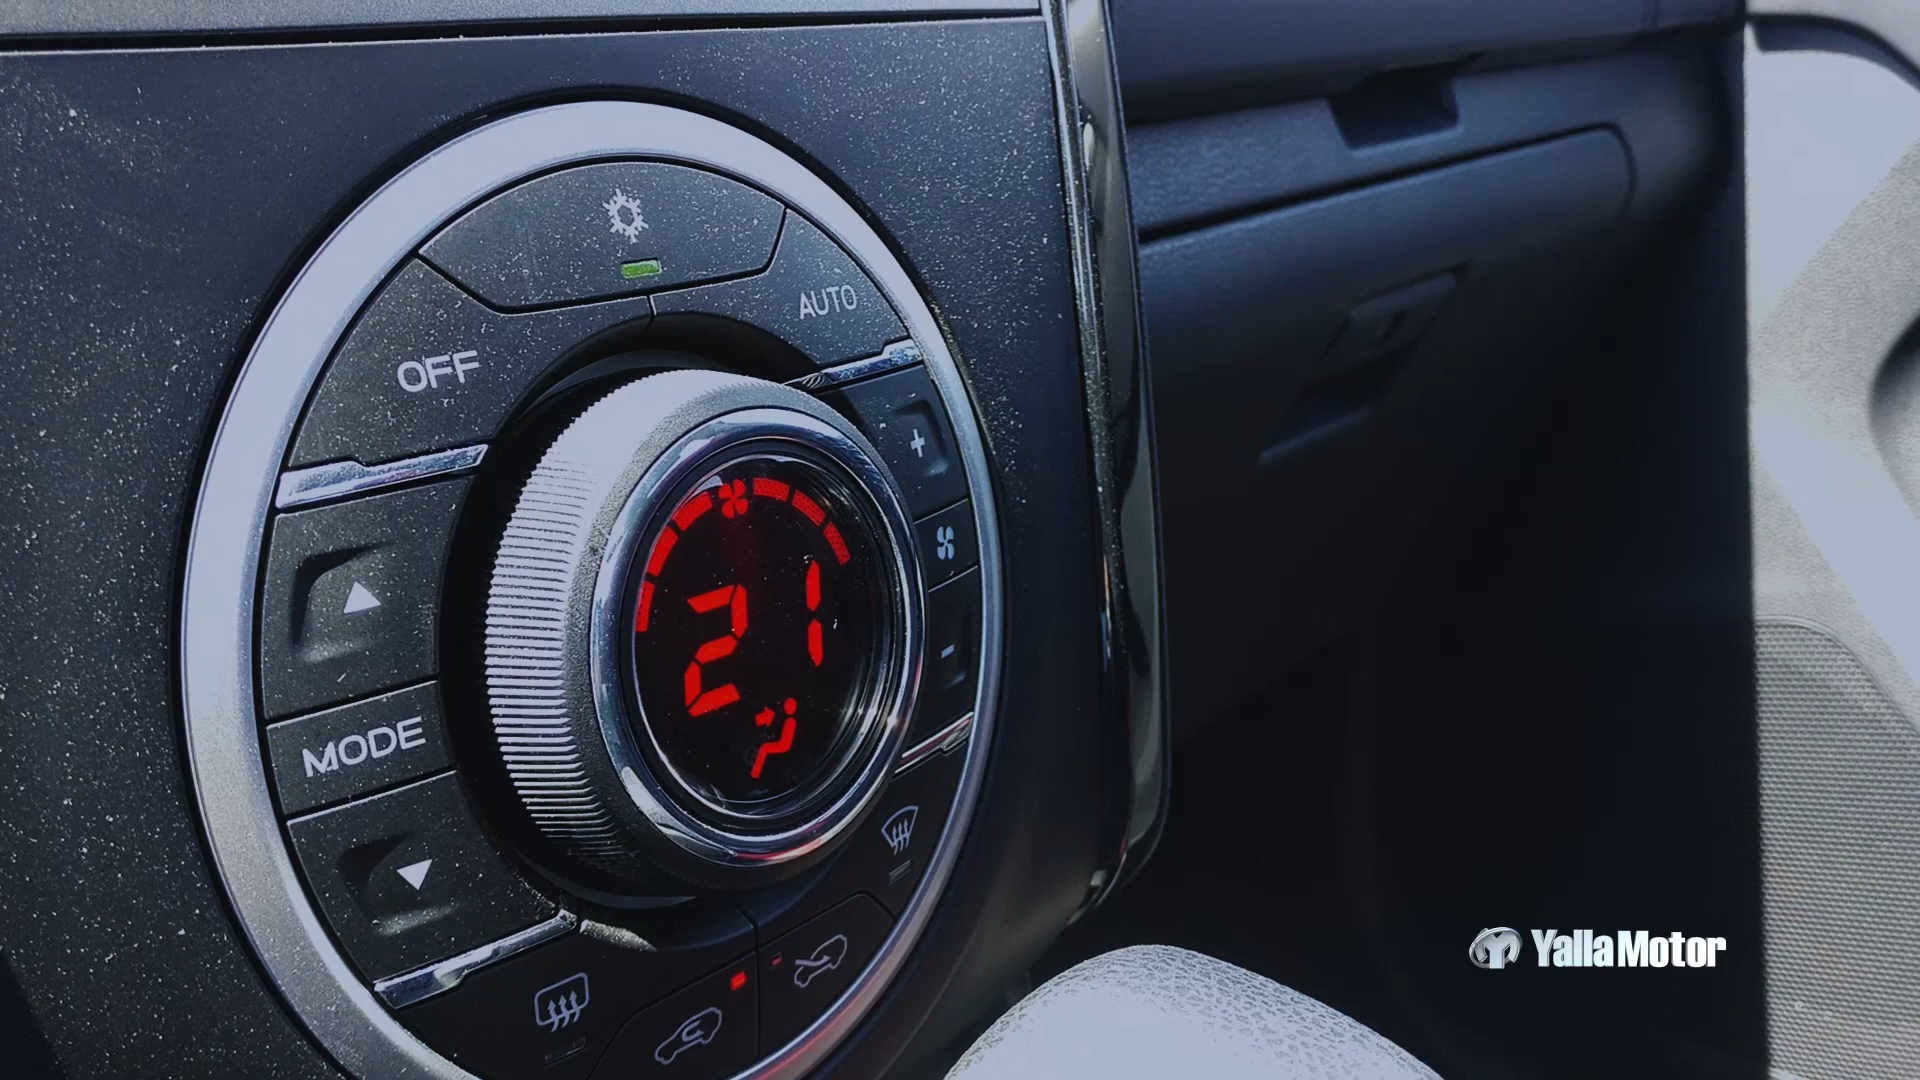 AUTO
OFF
+
21
-
MODE
YallaMotor